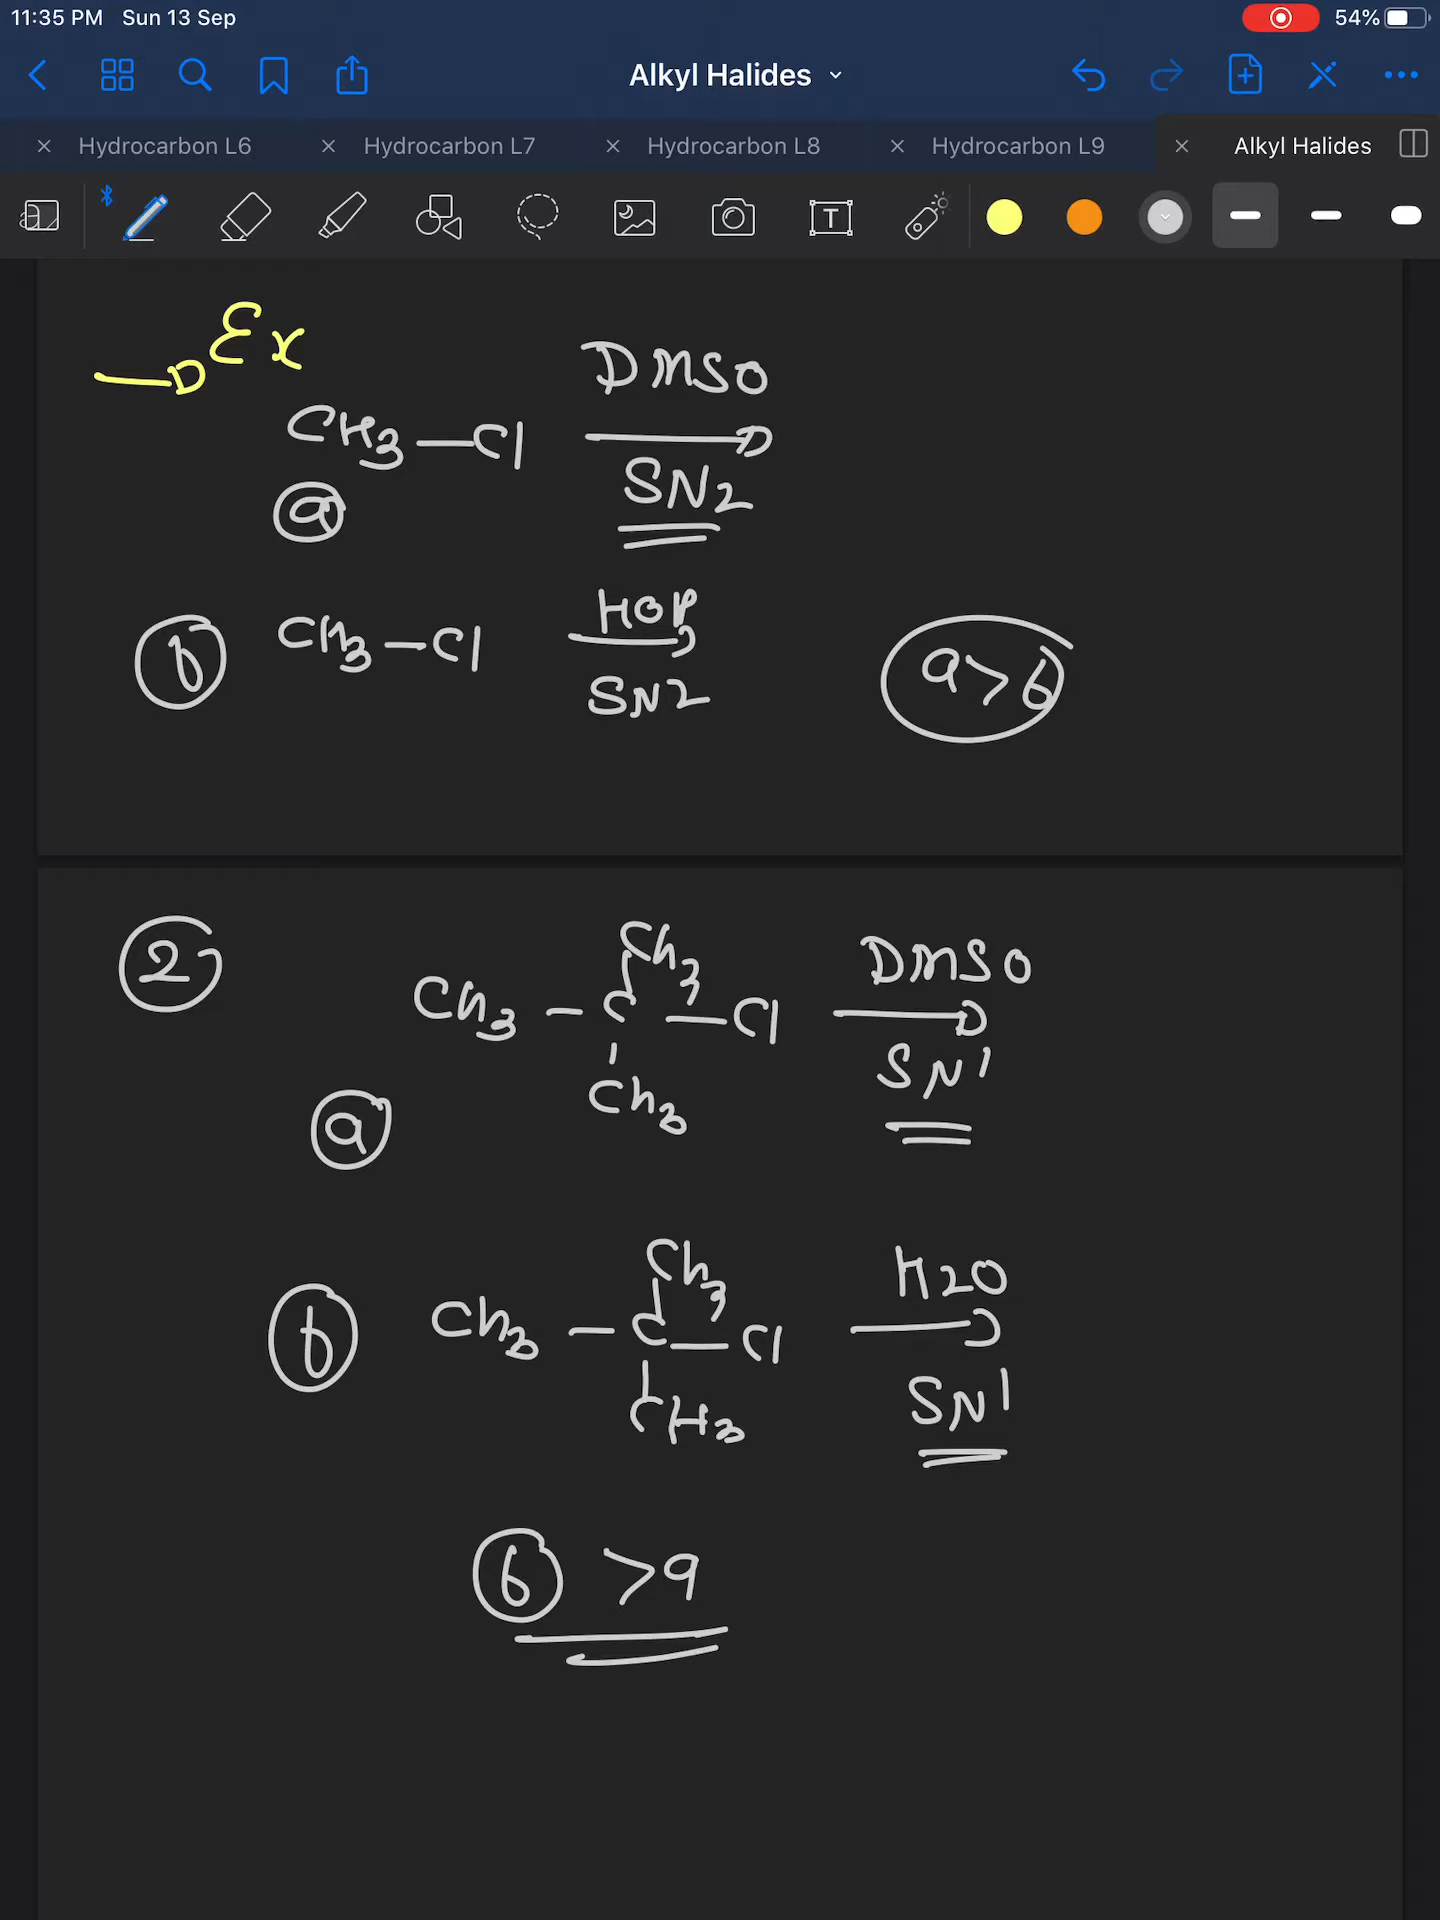 11:35 PM Sun 13 Sep 54%
Alkyl Halides
Hydrocarbon L6 Hydrocarbon L7 Hydrocarbon L8 Hydrocarbon L9 Alkyl Halides
Ex
DMSO
CH3-Cl
SN2
a
b CH3-Cl
SN2
a>b
2
CH3
DMSO
CH3-C-Cl
SN1
CH3
a
CH3
H2O
b CH3-C-Cl
SN1
CH3
b >a